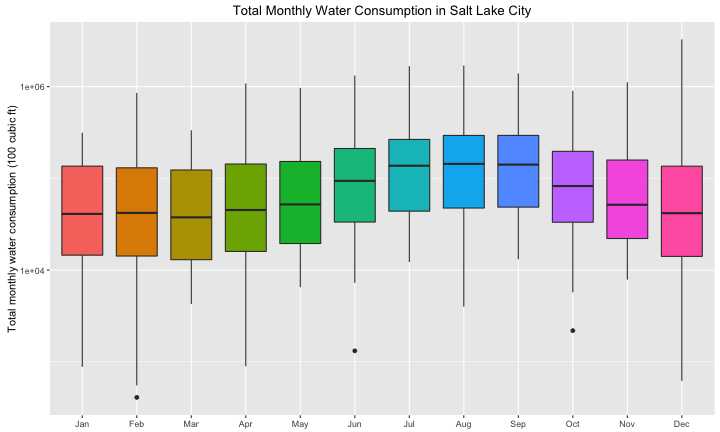 Total Monthly Water Consumption in Salt Lake City
Total monthly water consumption (100 cubic ft)
1e+06
1e+04
Jan Feb Mar Apr May Jun Jul Aug Sep Oct Nov Dec